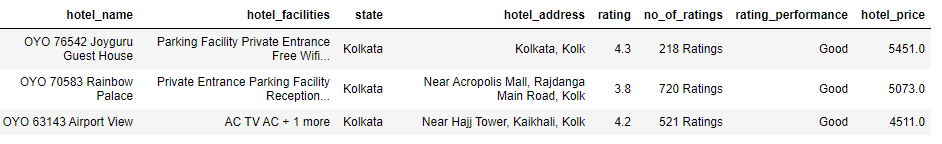 hotel_name hotel_facilities state hotel_address rating no_of_ratings rating_performance hotel_price
OYO 76542 Joyguru Guest House Parking Facility Private Entrance Free Wifi... Kolkata Kolkata, Kolk 4.3 218 Ratings Good 5451.0
OYO 70583 Rainbow Palace Private Entrance Parking Facility Reception... Kolkata Near Acropolis Mall, Rajdanga Main Road, Kolk 3.8 720 Ratings Good 5073.0
OYO 63143 Airport View AC TV AC + 1 more Kolkata Near Hajj Tower, Kaikhali, Kolk 4.2 521 Ratings Good 4511.0